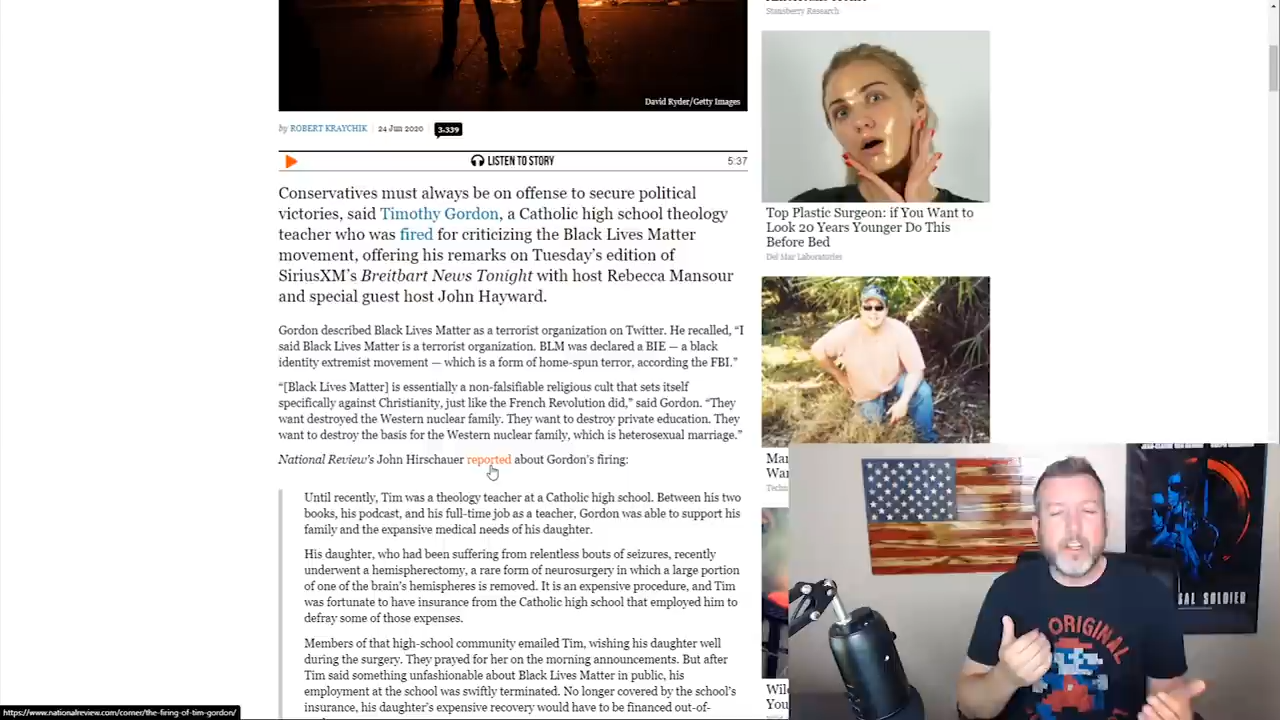 Stansberry Research
David Ryder/Getty Images
by ROBERT KRAYCHIK | 24 Jun 2020 | 3,339
LISTEN TO STORY
5:37
Conservatives must always be on offense to secure political
victories, said Timothy Gordon, a Catholic high school theology
teacher who was fired for criticizing the Black Lives Matter
movement, offering his remarks on Tuesday's edition of
SiriusXM's Breitbart News Tonight with host Rebecca Mansour
and special guest host John Hayward.
Gordon described Black Lives Matter as a terrorist organization on Twitter. He recalled, “I
said Black Lives Matter is a terrorist organization. BLM was declared a BIE — a black
identity extremist movement — which is a form of home-spun terror, according the FBI.”
“[Black Lives Matter] is essentially a non-falsifiable religious cult that sets itself
specifically against Christianity, just like the French Revolution did,” said Gordon. “They
want destroyed the Western nuclear family. They want to destroy private education. They
want to destroy the basis for the Western nuclear family, which is heterosexual marriage.”
National Review's John Hirschauer reported about Gordon's firing:
Until recently, Tim was a theology teacher at a Catholic high school. Between his two
books, his podcast, and his full-time job as a teacher, Gordon was able to support his
family and the expansive medical needs of his daughter.
His daughter, who had been suffering from relentless bouts of seizures, recently
underwent a hemispherectomy, a rare form of neurosurgery in which a large portion
of one of the brain's hemispheres is removed. It is an expensive procedure, and Tim
was fortunate to have insurance from the Catholic high school that employed him to
defray some of those expenses.
Members of that high-school community emailed Tim, wishing his daughter well
during the surgery. They prayed for her on the morning announcements. But after
Tim said something unfashionable about Black Lives Matter in public, his
employment at the school was swiftly terminated. No longer covered by the school's
insurance, his daughter's expensive recovery would have to be financed out-of-
Top Plastic Surgeon: if You Want to
Look 20 Years Younger Do This
Before Bed
Del Mar Laboratories
SAL SOLDIER
ORIGINAL
https://www.nationalreview.com/corner/the-firing-of-tim-gordon/